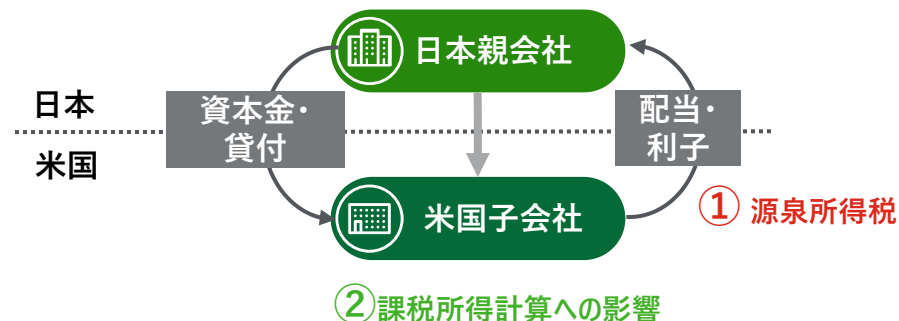 日本親会社
日本
資本金・
貸付
配当・
利子
米国
米国子会社
① 源泉所得税
②課税所得計算への影響